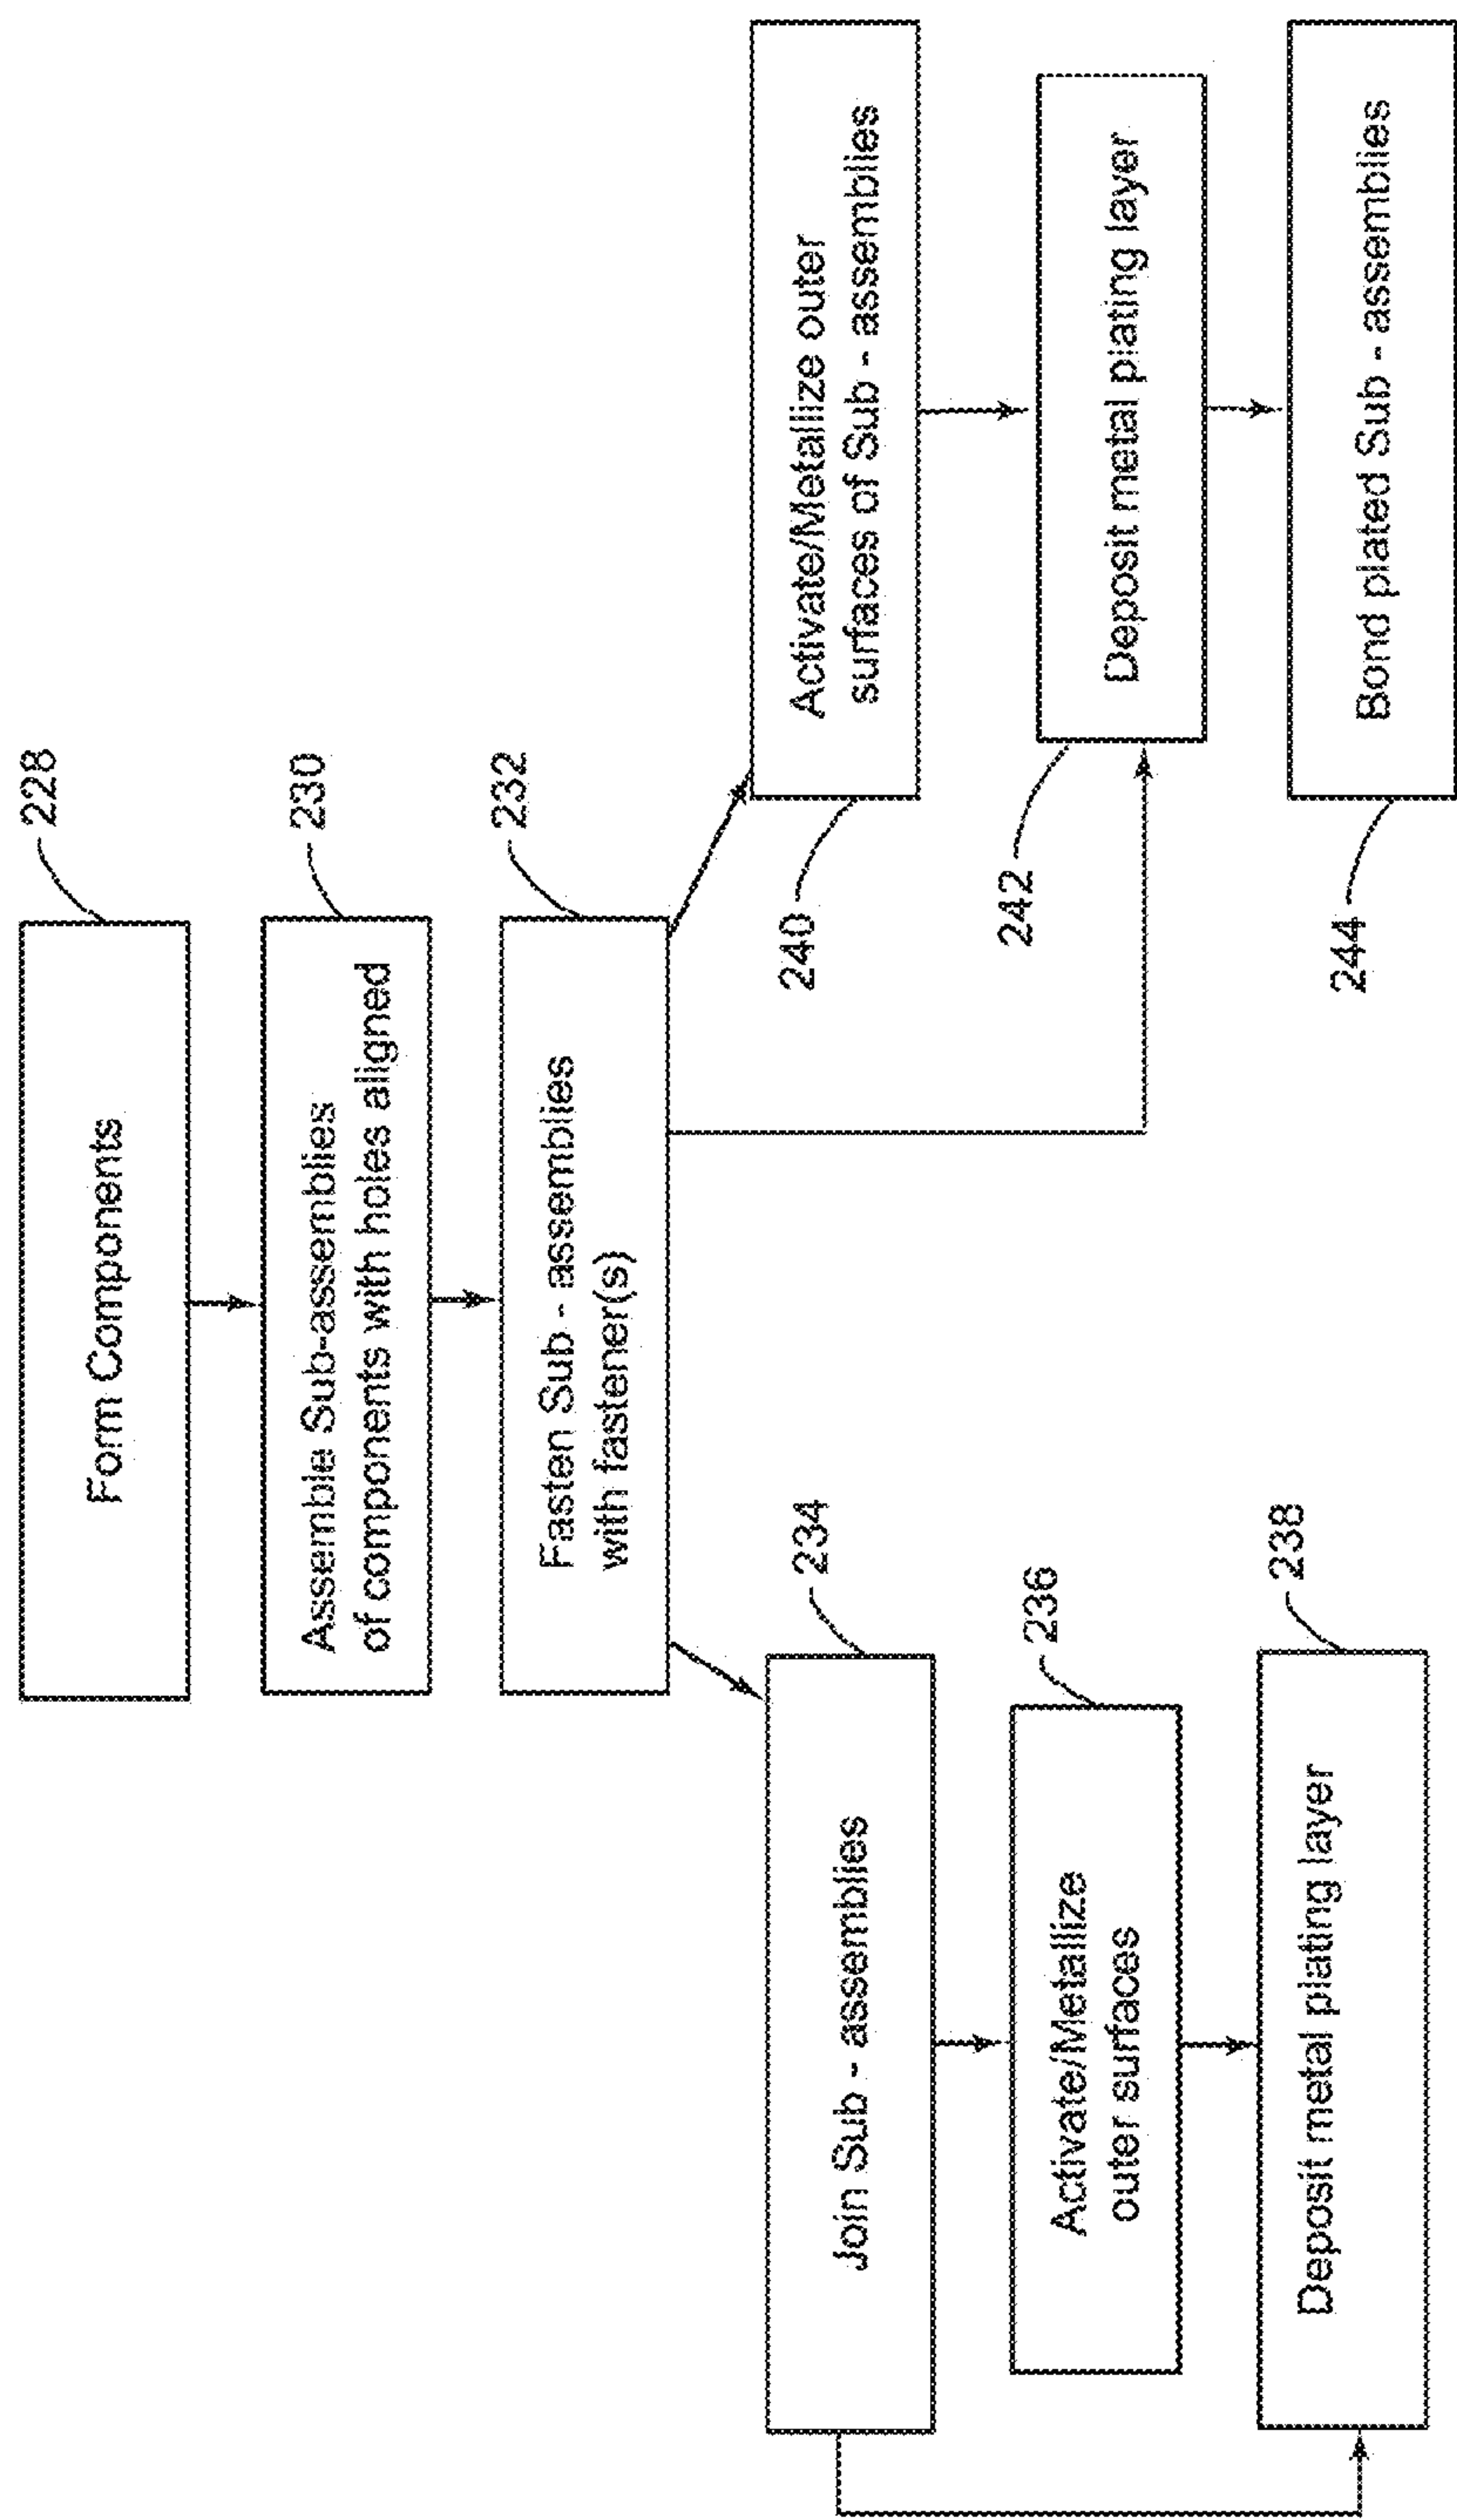 Form Components
228
Assemble Sub-assemblies
of components with holes aligned
230
Fasten Sub - assemblies
with fastener(s)
232
Join Sub - assemblies
234
Activate/Metallize
outer surfaces
236
Deposit metal plating layer
238
Activate/Metallize outer
surfaces of Sub - assemblies
240
Deposit metal plating layer
242
Bond plated Sub - assemblies
244